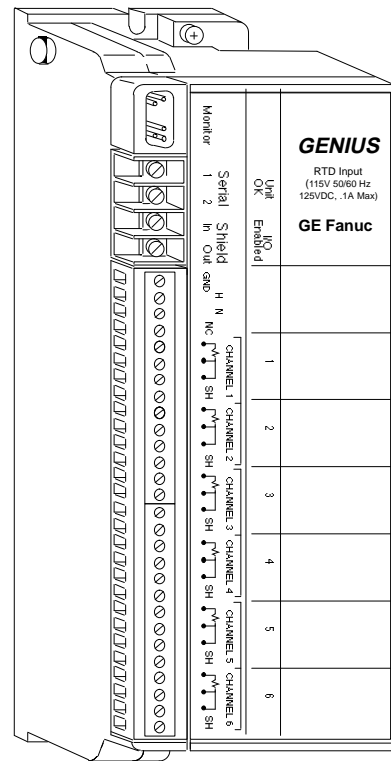 GENIUS
RTD Input
(115V 50/60 Hz
125VDC, .1A Max)
GE Fanuc
Unit OK
I/O Enabled
Monitor
Serial 1 2
Shield In Out
GND
H
N
NC
CHANNEL 1
SH
CHANNEL 2
SH
CHANNEL 3
SH
CHANNEL 4
SH
CHANNEL 5
SH
CHANNEL 6
SH
1
2
3
4
5
6